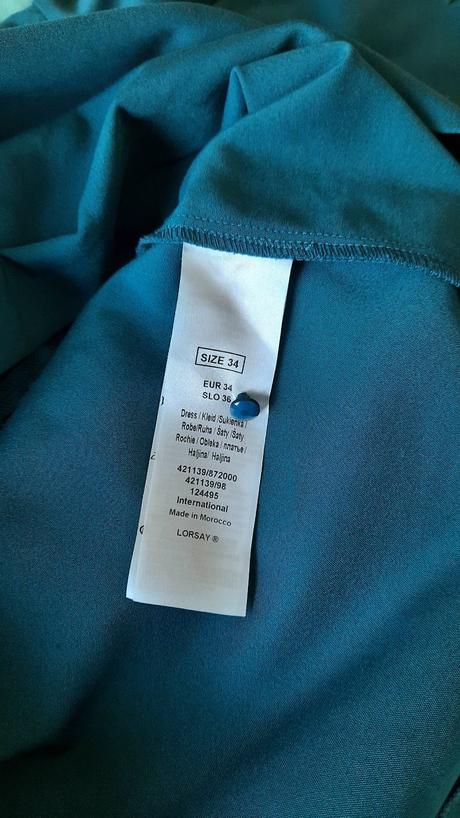 SIZE 34
EUR 34
SLO 36
Dress / Kleid /Sukienka /
Robe/Ruha / Šaty /Šaty
Rochie / Obleka / платье /
Haljina/ Haljina
421139/872000
421139/98
124495
International
Made in Morocco
LORSAY ®